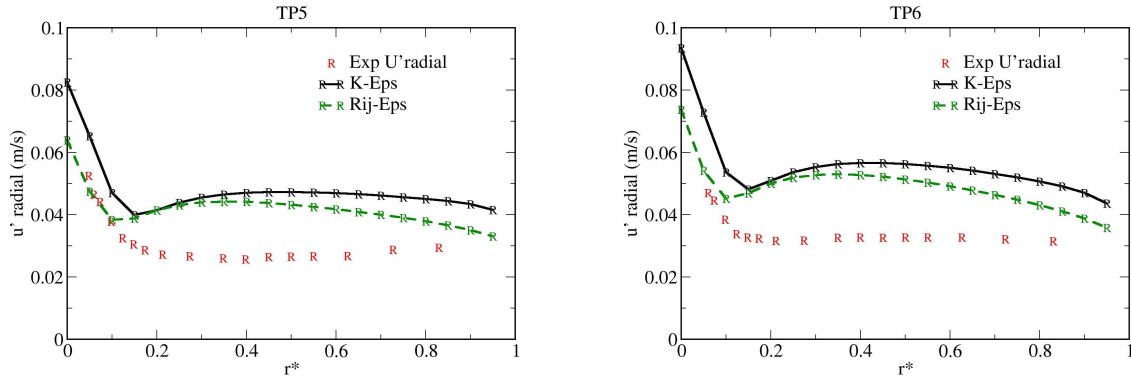 TP5
0.1
0.08
0.06
0.04
0.02
0
u' radial (m/s)
R Exp U'radial
R R K-Eps
R R Rij-Eps
0 0.2 0.4 0.6 0.8 1
r*
TP6
0.1
0.08
0.06
0.04
0.02
0
u' radial (m/s)
R Exp U'radial
R R K-Eps
R R Rij-Eps
0 0.2 0.4 0.6 0.8 1
r*